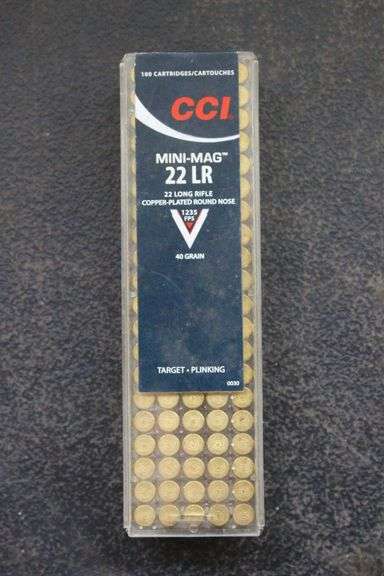 100 CARTRIDGES/CARTOUCHES
CCI
MINI-MAG™
22 LR
22 LONG RIFLE
COPPER-PLATED ROUND NOSE
1235
FPS
40 GRAIN
TARGET • PLINKING
0030